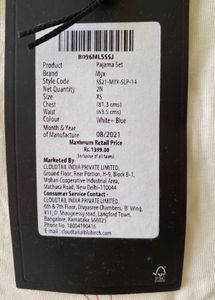 B096ML5SSJ
Product Pajama Set
Brand Myx
Style Code SS21-MYX-SLP-14
Net Quantity 2N
Size XS
Chest (81.3 cms)
Waist (63.5 cms)
Colour White+ Blue
Month & Year
of Manufacture 08/2021
Maximum Retail Price
Rs. 1399.00
(Inclusive of all taxes)
Marketed By :
CLOUDTAIL INDIA PRIVATE LIMITED,
Ground Floor, Rear Portion, H-9, Block B-1,
Mohan Cooperative Industrial Area,
Mathura Road, New Delhi-110044
Consumer Service Contact -
CLOUDTAIL INDIA PRIVATE LIMITED,
6th & 7th Floor, Divyasree Chambers, 'B' Wing,
#11, O' Shaugnessy road, Langford Town,
Bangalore, Karnataka 560025
Phone No. 18004190416
FSC